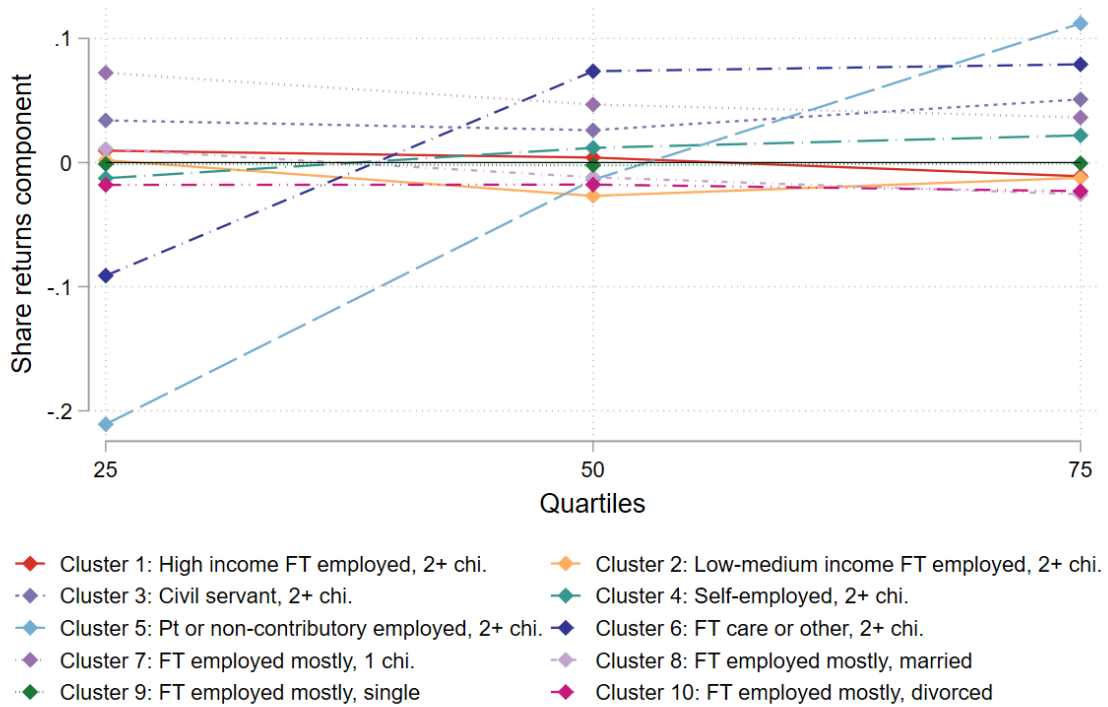 Share returns component
.1
0
-.1
-.2
25 50 75
Quartiles
Cluster 1: High income FT employed, 2+ chi.
Cluster 2: Low-medium income FT employed, 2+ chi.
Cluster 3: Civil servant, 2+ chi.
Cluster 4: Self-employed, 2+ chi.
Cluster 5: Pt or non-contributory employed, 2+ chi.
Cluster 6: FT care or other, 2+ chi.
Cluster 7: FT employed mostly, 1 chi.
Cluster 8: FT employed mostly, married
Cluster 9: FT employed mostly, single
Cluster 10: FT employed mostly, divorced